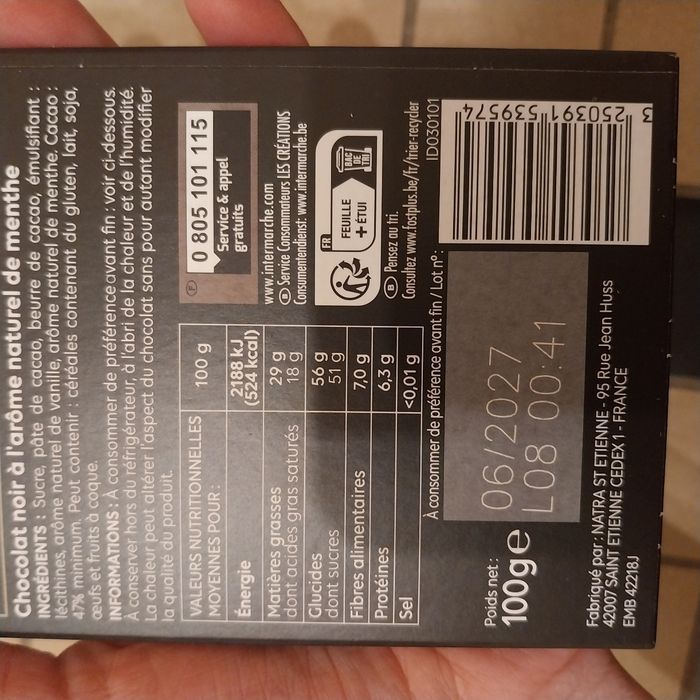 Chocolat noir à l'arôme naturel de menthe
INGRÉDIENTS : Sucre, pâte de cacao, beurre de cacao, émulsifiant :
lécithines, arôme naturel de vanille, arôme naturel de menthe. Cacao :
47% minimum. Peut contenir : céréales contenant du gluten, lait, soja,
œufs et fruits à coque.
INFORMATIONS : À consommer de préférence avant fin : voir ci-dessous.
À conserver hors du réfrigérateur, à l'abri de la chaleur et de l'humidité.
La chaleur peut altérer l'aspect du chocolat sans pour autant modifier
la qualité du produit.
VALEURS NUTRITIONNELLES
MOYENNES POUR : 100 g
Énergie 2188 kJ
(524 kcal)
Matières grasses 29 g
dont acides gras saturés 18 g
Glucides 56 g
dont sucres 51 g
Fibres alimentaires 7,0 g
Protéines 6,3 g
Sel <0,01 g
F
0 805 101 115
Service & appel
gratuits
www.intermarche.com
B Service Consommateurs LES CRÉATIONS
Consumentendienst: www.intermarche.be
FR
FEUILLE
+ ÉTUI
BAC
DE
TRI
B Pensez au tri.
Consultez www.fostplus.be/fr/trier-recycler
À consommer de préférence avant fin / Lot n° :
06/2027
L08 00:41
ID030101
3 250391 539574
Poids net :
100g e
Fabriqué par : NATRA ST ETIENNE - 95 Rue Jean Huss
42007 SAINT ETIENNE CEDEX 1 - FRANCE
EMB 42218J